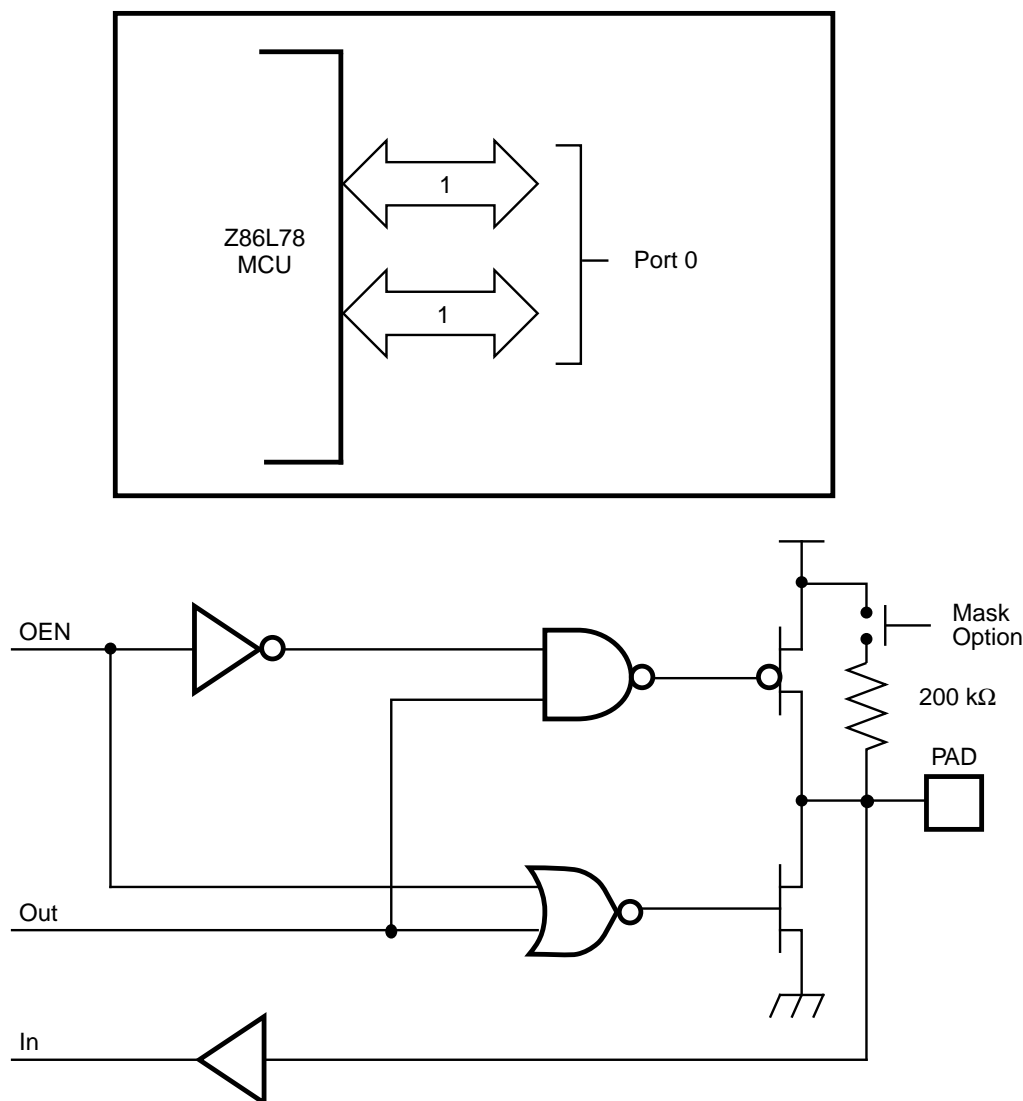 Z86L78
MCU
1
1
Port 0
OEN
Mask
Option
200 kΩ
PAD
Out
In